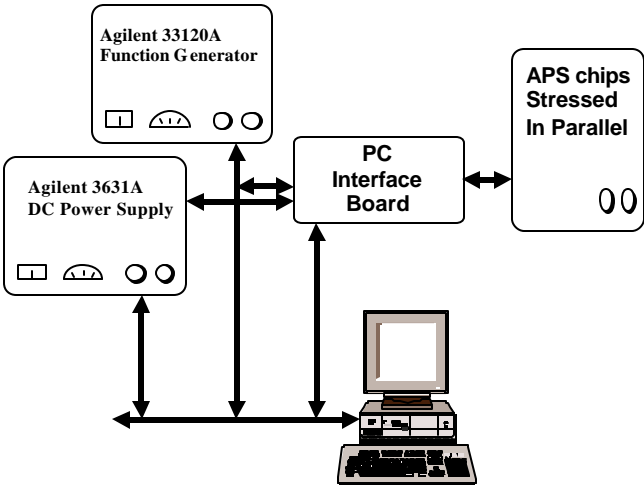 Agilent 33120A
Function Generator
Agilent 3631A
DC Power Supply
PC
Interface
Board
APS chips
Stressed
In Parallel